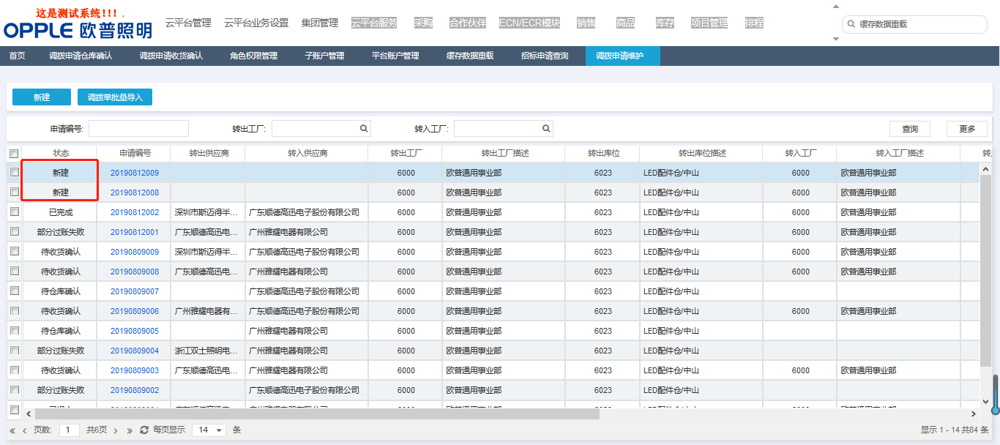 这是测试系统!!!.
OPPLE 欧普照明
云平台管理 云平台业务设置 集团管理 云平台服务 采购 合作伙伴 ECN/ECR模块 销售 商品 库存 项目管理 排程
缓存数据重载
首页 调拨申请仓库确认 调拨申请收货确认 角色权限管理 子账户管理 平台账户管理 缓存数据重载 招标申请查询 调拨申请维护
新建 调拨单批量导入
申请编号: 转出工厂: 转入工厂: 查询 更多
状态 申请编号 转出供应商 转入供应商 转出工厂 转出工厂描述 转出库位 转出库位描述 转入工厂 转入工厂描述
新建 20190812009 6000 欧普通用事业部 6023 LED配件仓/中山 6000 欧普通用事业部
新建 20190812008 6000 欧普通用事业部 6023 LED配件仓/中山 6000 欧普通用事业部
已完成 20190812002 深圳市斯迈得半... 广东顺德高迅电子股份有限公司 6000 欧普通用事业部 6023 LED配件仓/中山 6000 欧普通用事业部
部分过账失败 20190812001 广东顺德高迅电... 广州雅耀电器有限公司 6000 欧普通用事业部 6023 LED配件仓/中山 6000 欧普通用事业部
待收货确认 20190809009 深圳市斯迈得半... 广东顺德高迅电子股份有限公司 6000 欧普通用事业部 6023 LED配件仓/中山 6000 欧普通用事业部
待收货确认 20190809008 广东顺德高迅电... 广州雅耀电器有限公司 6000 欧普通用事业部 6023 LED配件仓/中山 6000 欧普通用事业部
待仓库确认 20190809007 广东顺德高迅电子股份有限公司 6000 欧普通用事业部 6023 LED配件仓/中山
待收货确认 20190809006 广州雅耀电器有... 广东顺德高迅电子股份有限公司 6000 欧普通用事业部 6023 LED配件仓/中山 6000 欧普通用事业部
待仓库确认 20190809005 广州雅耀电器有限公司 6000 欧普通用事业部 6023 LED配件仓/中山
部分过账失败 20190809004 浙江双士照明电... 广州雅耀电器有限公司 6000 欧普通用事业部 6023 LED配件仓/中山
待收货确认 20190809003 广东顺德高迅电... 广州雅耀电器有限公司 6000 欧普通用事业部 6023 LED配件仓/中山 6000 欧普通用事业部
部分过账失败 20190809002 广东顺德高迅电子股份有限公司 6000 欧普通用事业部 6023 LED配件仓/中山
页数: 1 共6页 每页显示 14 条 显示 1 - 14 共84 条